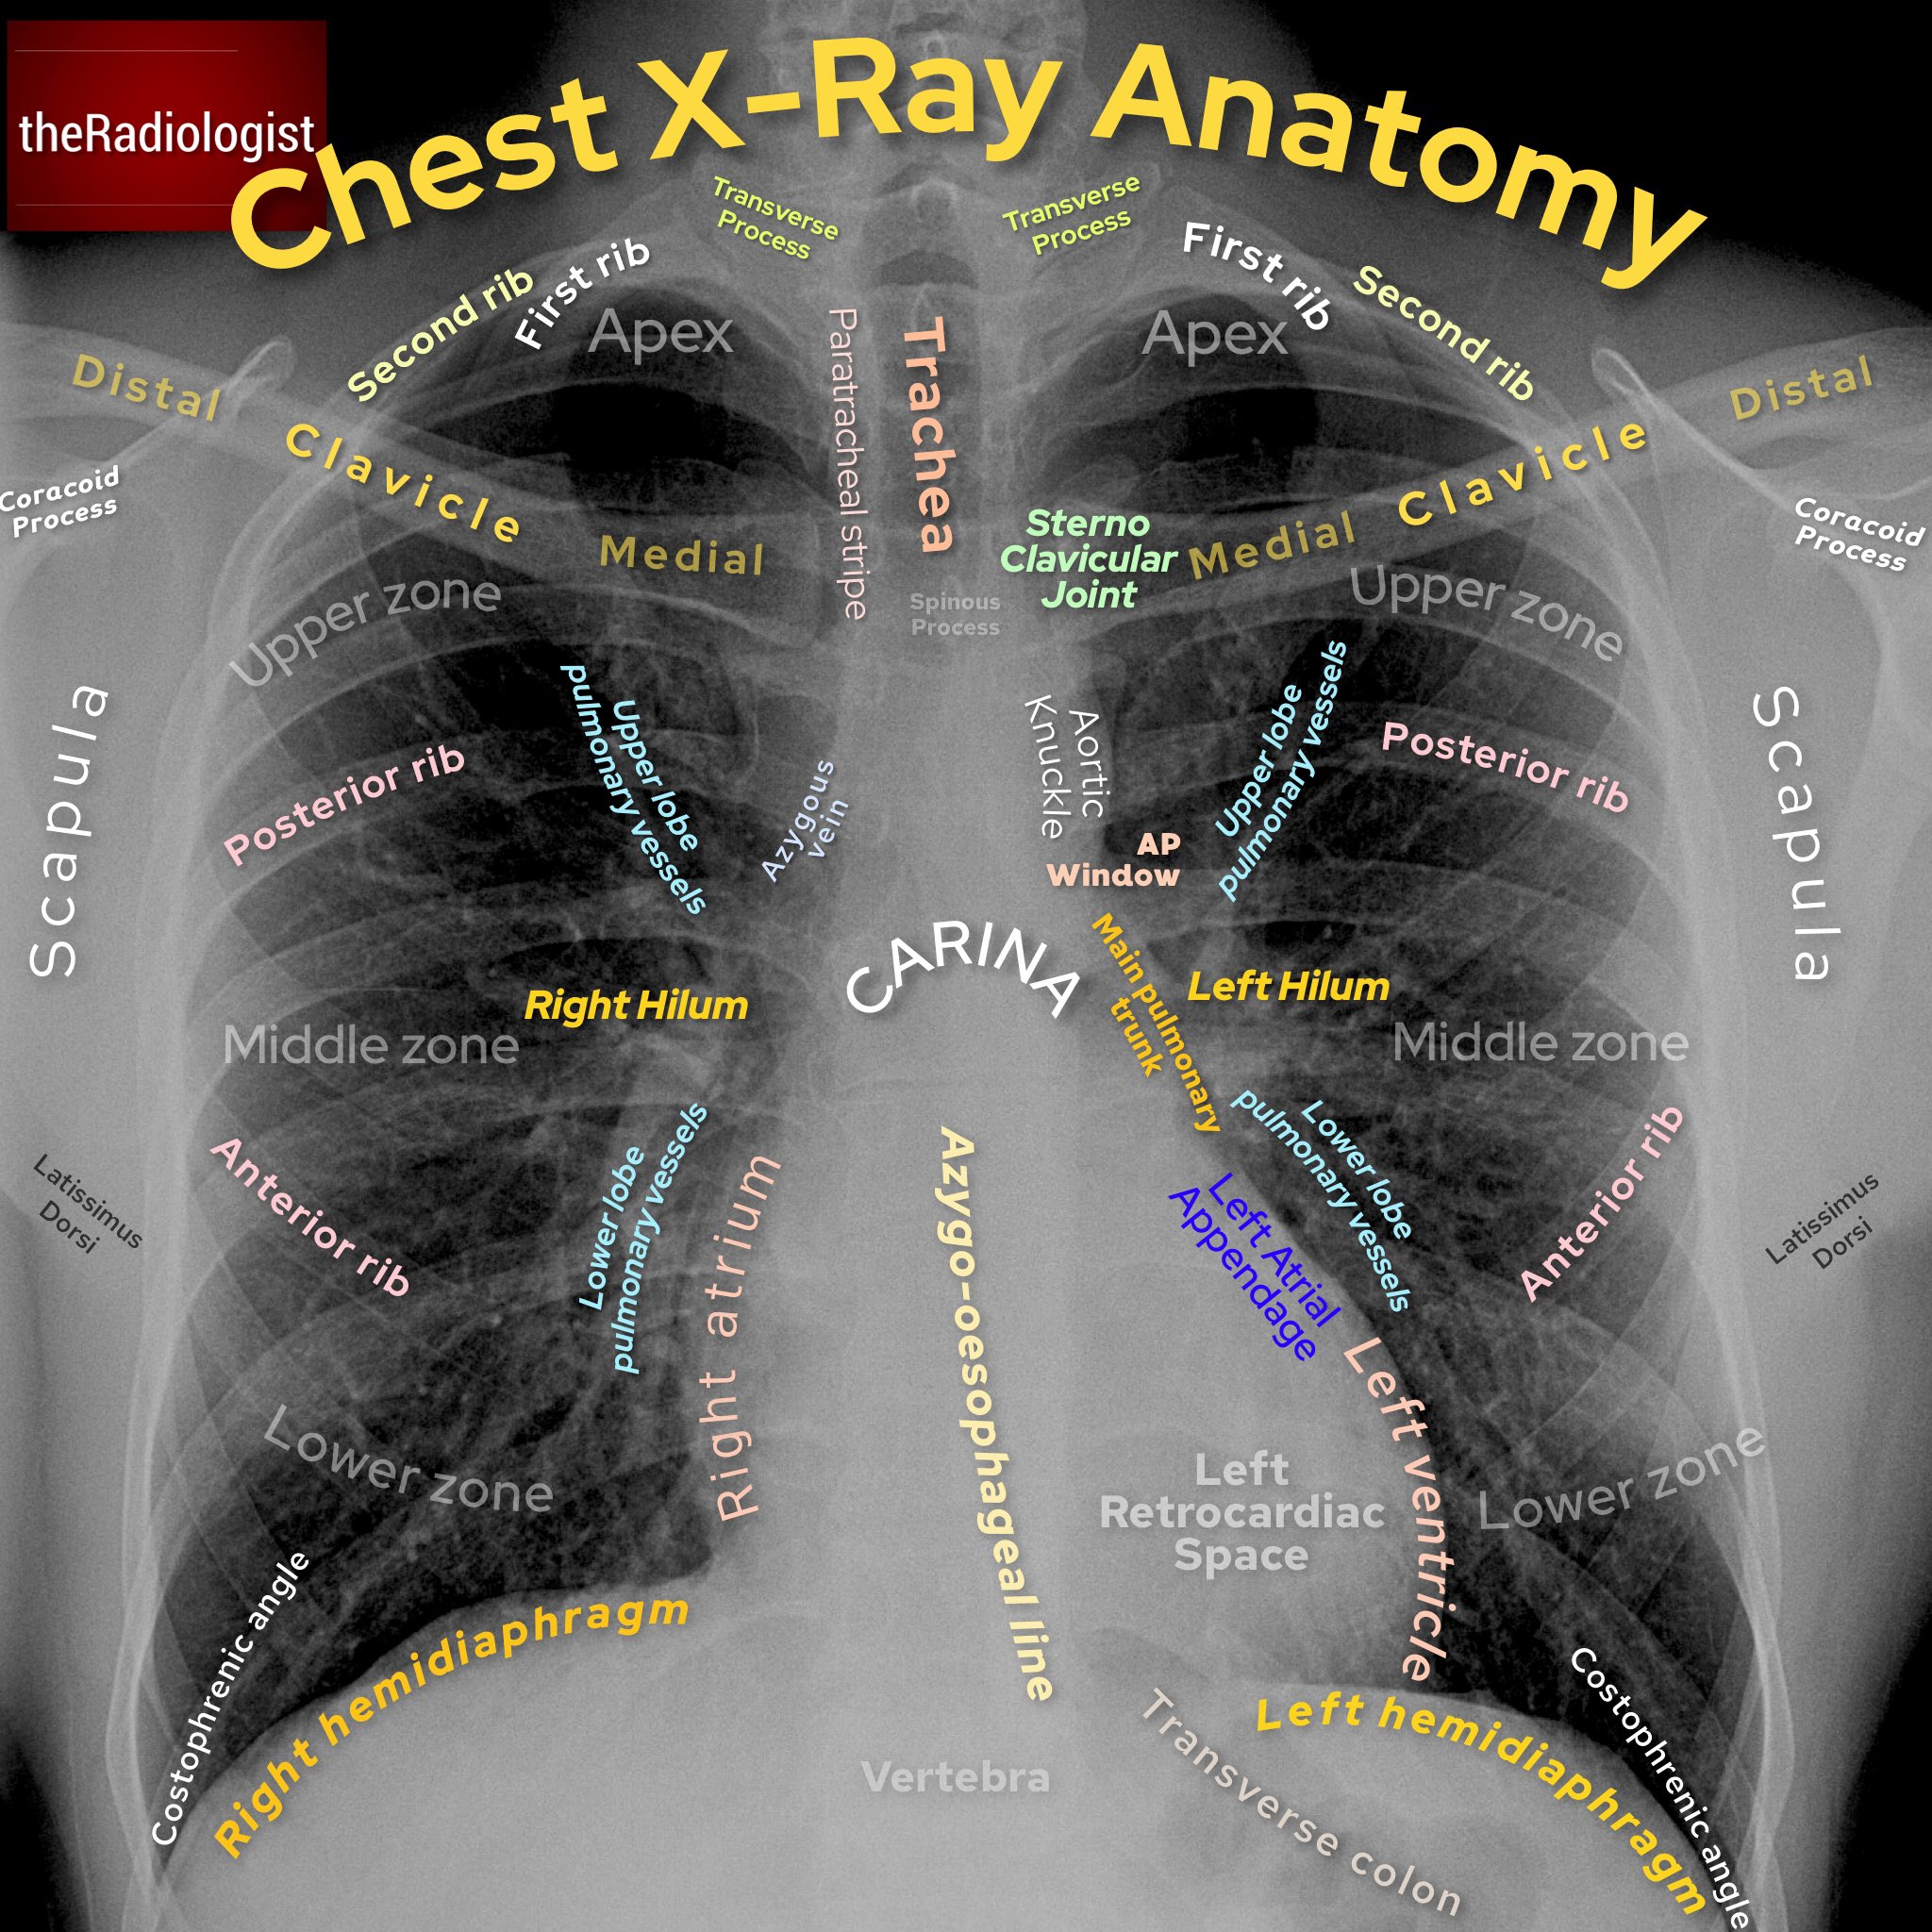 theRadiologist
Chest X-Ray Anatomy
Transverse
Process
Transverse
Process
Second rib
First rib
First rib
Second rib
Apex
Apex
Paratracheal stripe
Trachea
Distal
Clavicle
Medial
Distal
Clavicle
Medial
Coracoid
Process
Coracoid
Process
Sterno
Clavicular
Joint
Spinous
Process
Upper zone
Upper zone
Scapula
Scapula
Posterior rib
Posterior rib
Upper lobe
pulmonary vessels
Upper lobe
pulmonary vessels
Azygous
vein
Aortic
Knuckle
AP
Window
CARINA
Main pulmonary
trunk
Right Hilum
Left Hilum
Middle zone
Middle zone
Latissimus
Dorsi
Latissimus
Dorsi
Anterior rib
Anterior rib
Lower lobe
pulmonary vessels
Lower lobe
pulmonary vessels
Right atrium
Azygo-oesophageal line
Left Atrial
Appendage
Left ventricle
Left
Retrocardiac
Space
Lower zone
Lower zone
Costophrenic angle
Right hemidiaphragm
Left hemidiaphragm
Costophrenic angle
Vertebra
Transverse colon